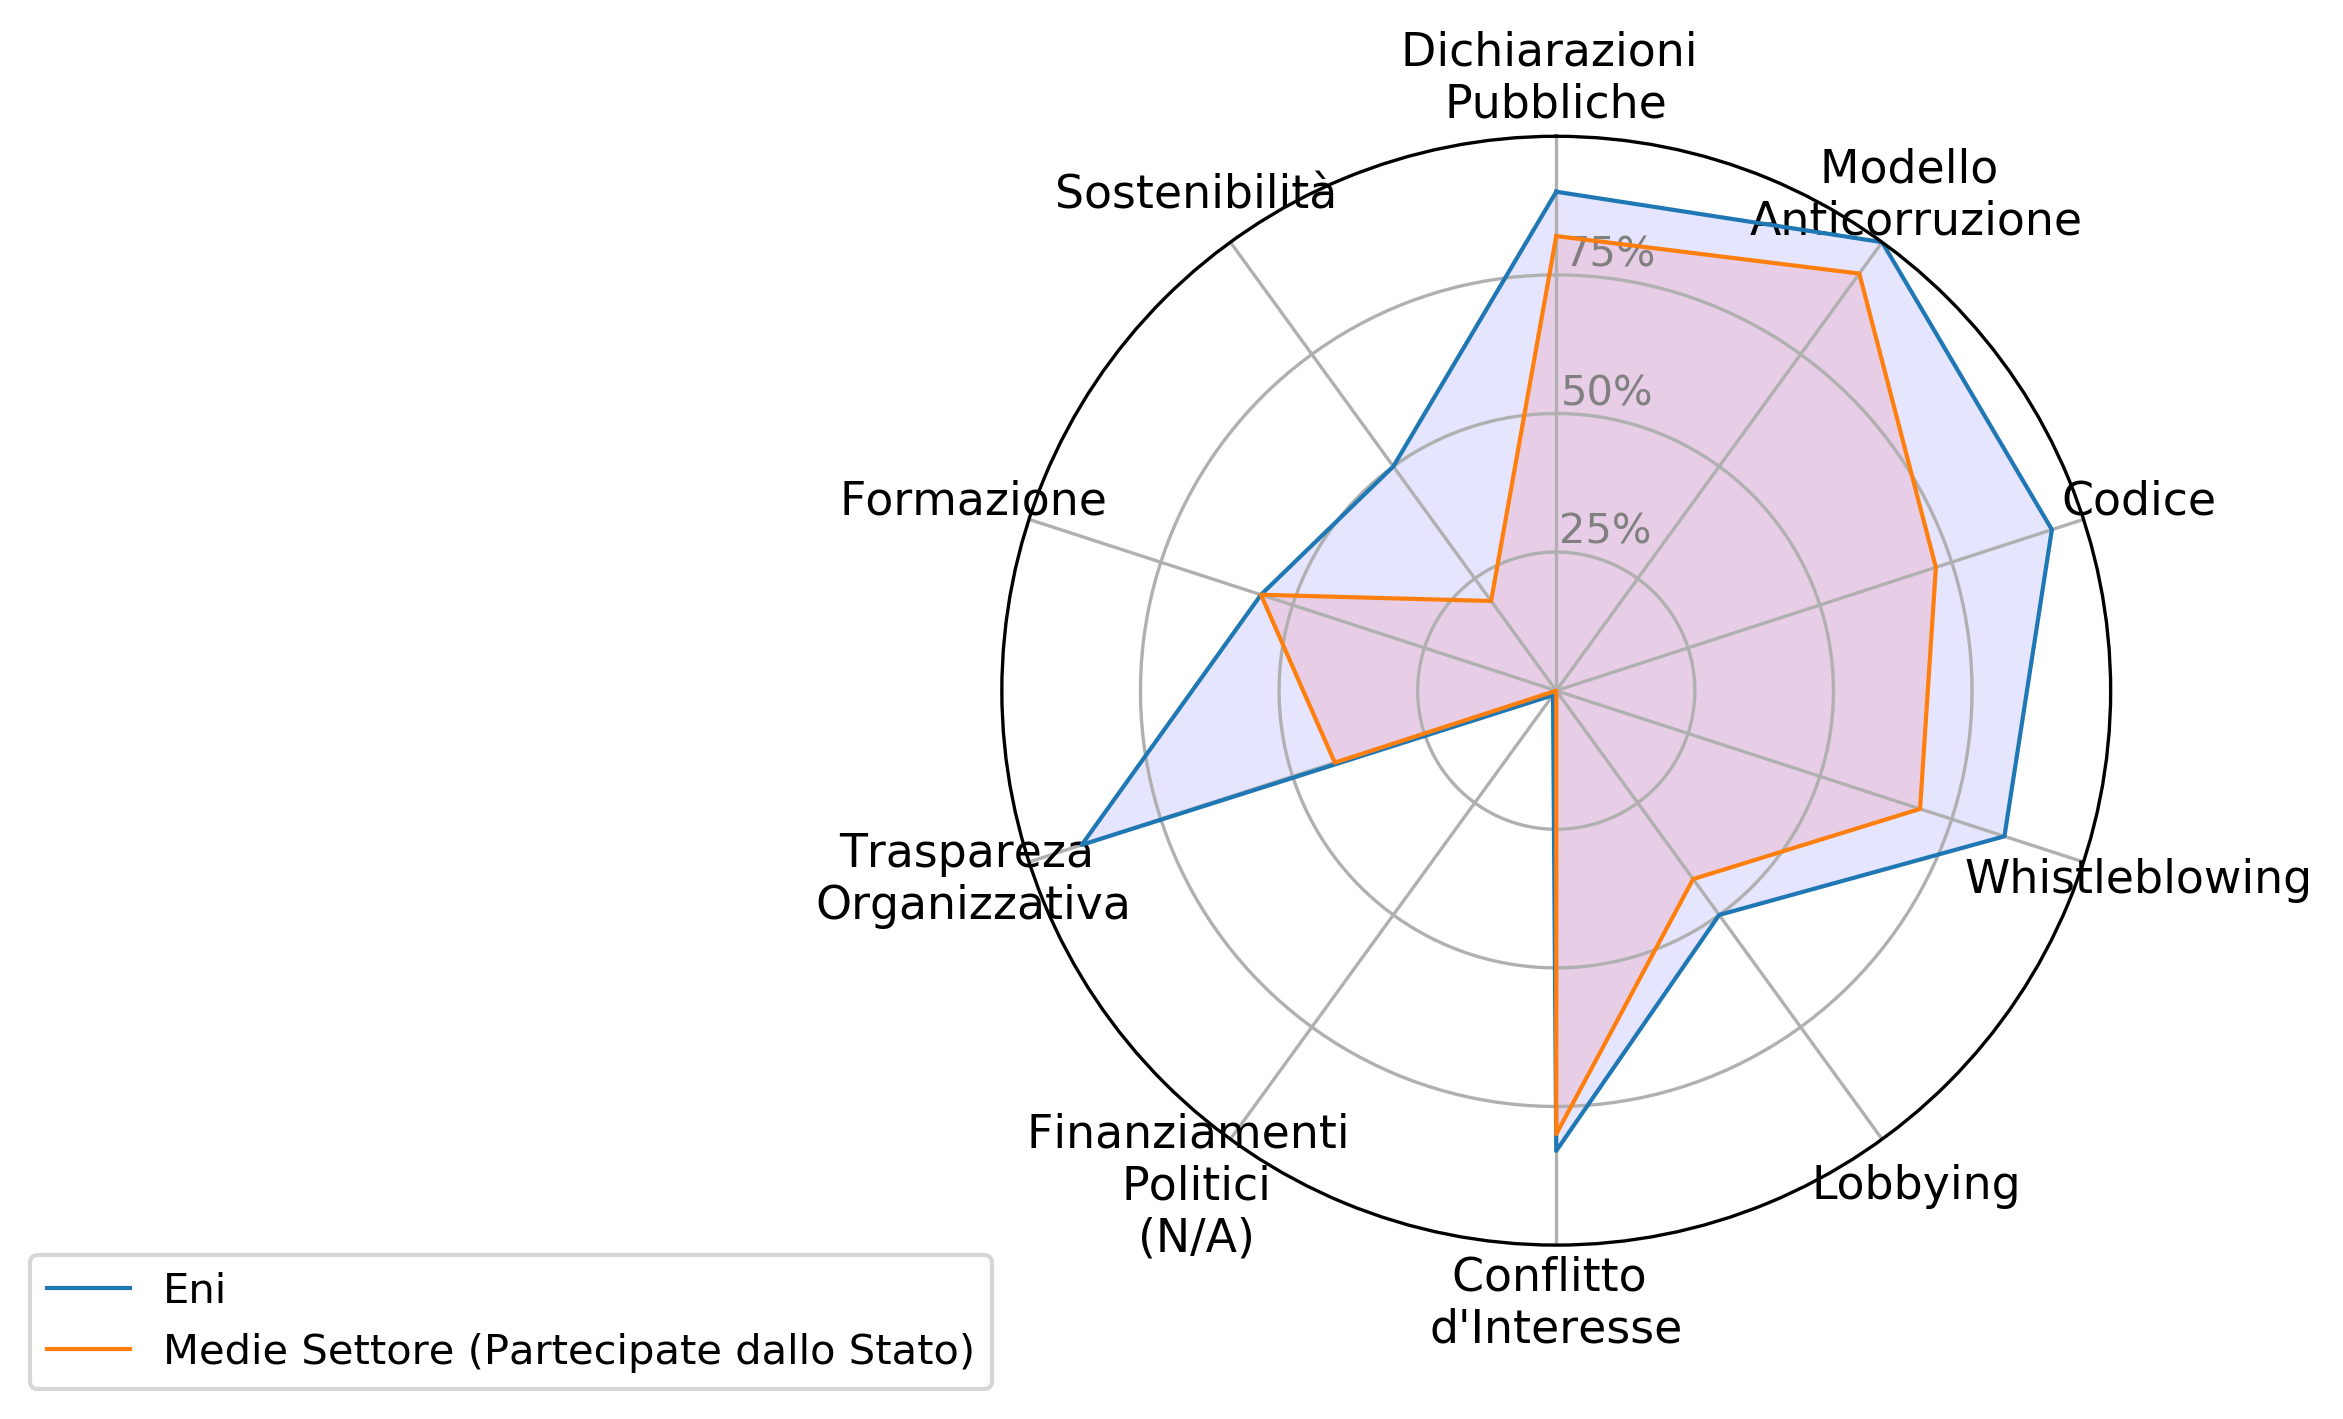 Dichiarazioni
Pubbliche
Modello
Anticorruzione
Sostenibilità
75%
50%
25%
Formazione
Codice
Traspareza
Organizzativa
Whistleblowing
Finanziamenti
Politici
(N/A)
Lobbying
Conflitto
d'Interesse
Eni
Medie Settore (Partecipate dallo Stato)